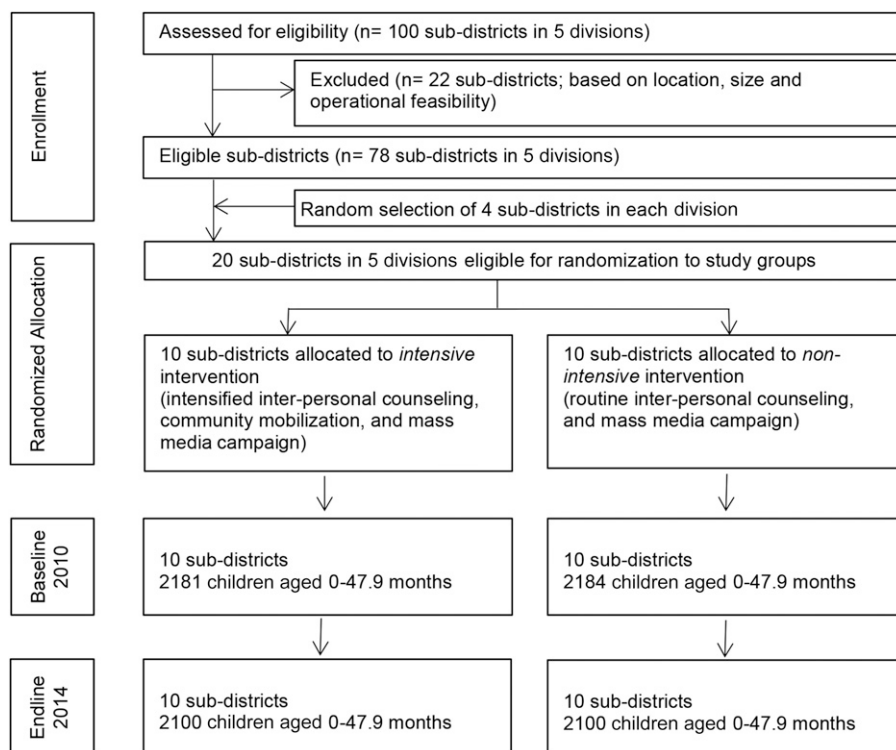 Enrollment
Assessed for eligibility (n= 100 sub-districts in 5 divisions)
Excluded (n= 22 sub-districts; based on location, size and
operational feasibility)
Eligible sub-districts (n= 78 sub-districts in 5 divisions)
Random selection of 4 sub-districts in each division
Randomized Allocation
20 sub-districts in 5 divisions eligible for randomization to study groups
10 sub-districts allocated to intensive
intervention
(intensified inter-personal counseling,
community mobilization, and mass
media campaign)
10 sub-districts allocated to non-
intensive intervention
(routine inter-personal counseling,
and mass media campaign)
Baseline
2010
10 sub-districts
2181 children aged 0-47.9 months
10 sub-districts
2184 children aged 0-47.9 months
Endline
2014
10 sub-districts
2100 children aged 0-47.9 months
10 sub-districts
2100 children aged 0-47.9 months